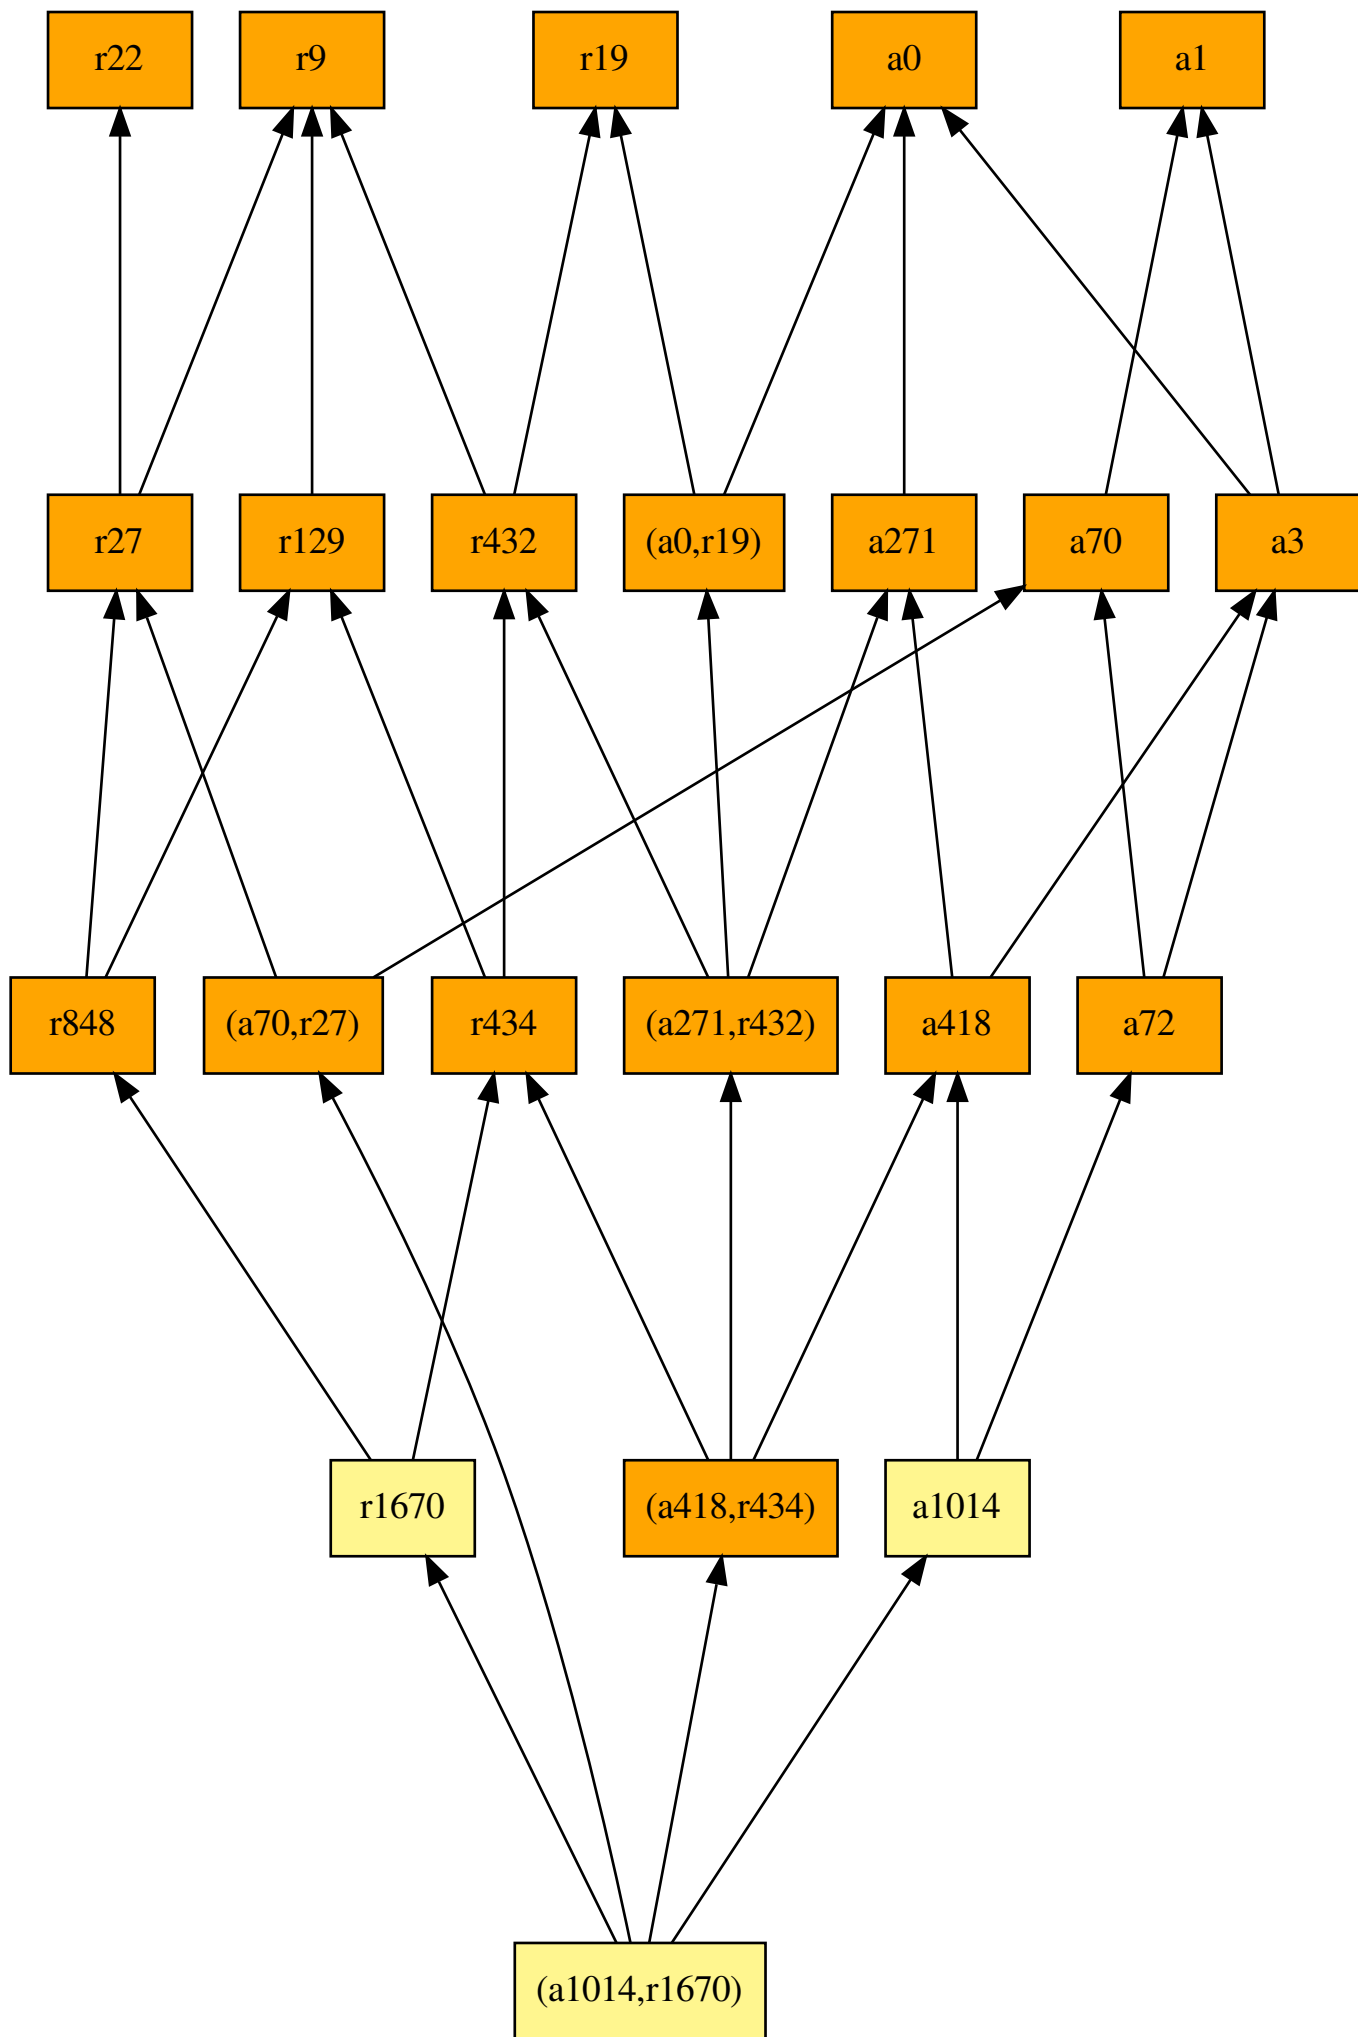 r22 r9 r19 a0 a1
r27 r129 r432 (a0,r19) a271 a70 a3
r848 (a70,r27) r434 (a271,r432) a418 a72
r1670 (a418,r434) a1014
(a1014,r1670)